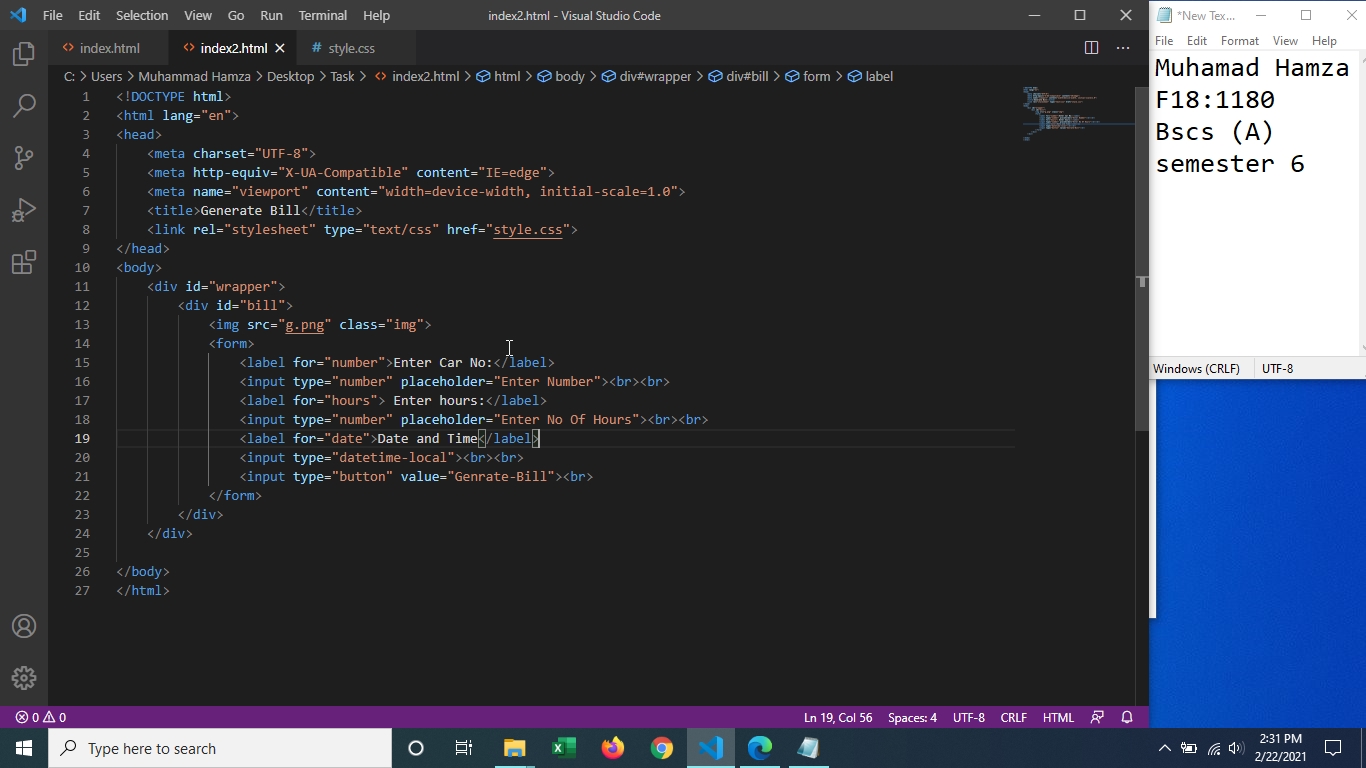 File Edit Selection View Go Run Terminal Help index2.html - Visual Studio Code
index.html index2.html style.css
C: > Users > Muhammad Hamza > Desktop > Task > index2.html > html > body > div#wrapper > div#bill > form > label
1 <!DOCTYPE html>
2 <html lang="en">
3 <head>
4 <meta charset="UTF-8">
5 <meta http-equiv="X-UA-Compatible" content="IE=edge">
6 <meta name="viewport" content="width=device-width, initial-scale=1.0">
7 <title>Generate Bill</title>
8 <link rel="stylesheet" type="text/css" href="style.css">
9 </head>
10 <body>
11 <div id="wrapper">
12 <div id="bill">
13 <img src="g.png" class="img">
14 <form>
15 <label for="number">Enter Car No:</label>
16 <input type="number" placeholder="Enter Number"><br><br>
17 <label for="hours"> Enter hours:</label>
18 <input type="number" placeholder="Enter No Of Hours"><br><br>
19 <label for="date">Date and Time</label>
20 <input type="datetime-local"><br><br>
21 <input type="button" value="Genrate-Bill"><br>
22 </form>
23 </div>
24 </div>
25
26 </body>
27 </html>
0 0 Ln 19, Col 56 Spaces: 4 UTF-8 CRLF HTML
*New Tex...
File Edit Format View Help
Muhamad Hamza
F18:1180
Bscs (A)
semester 6
Windows (CRLF) UTF-8
Type here to search
2:31 PM
2/22/2021